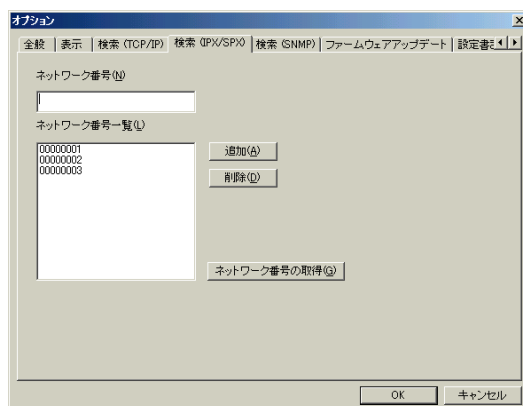 オプション
全般 表示 検索 (TCP/IP) 検索 (IPX/SPX) 検索 (SNMP) ファームウェアアップデート 設定書
ネットワーク番号(N)
ネットワーク番号一覧(L)
00000001
00000002
00000003
追加(A)
削除(D)
ネットワーク番号の取得(G)
OK キャンセル